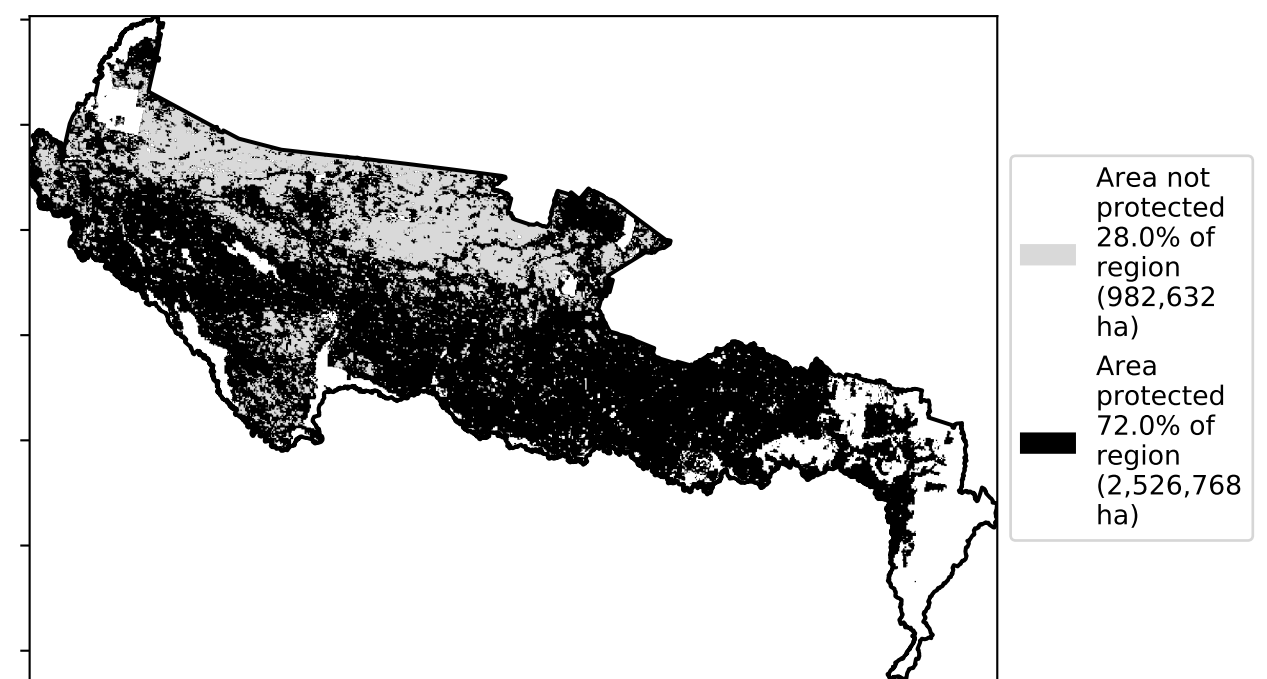 Area not
protected
28.0% of
region
(982,632
ha)
Area
protected
72.0% of
region
(2,526,768
ha)